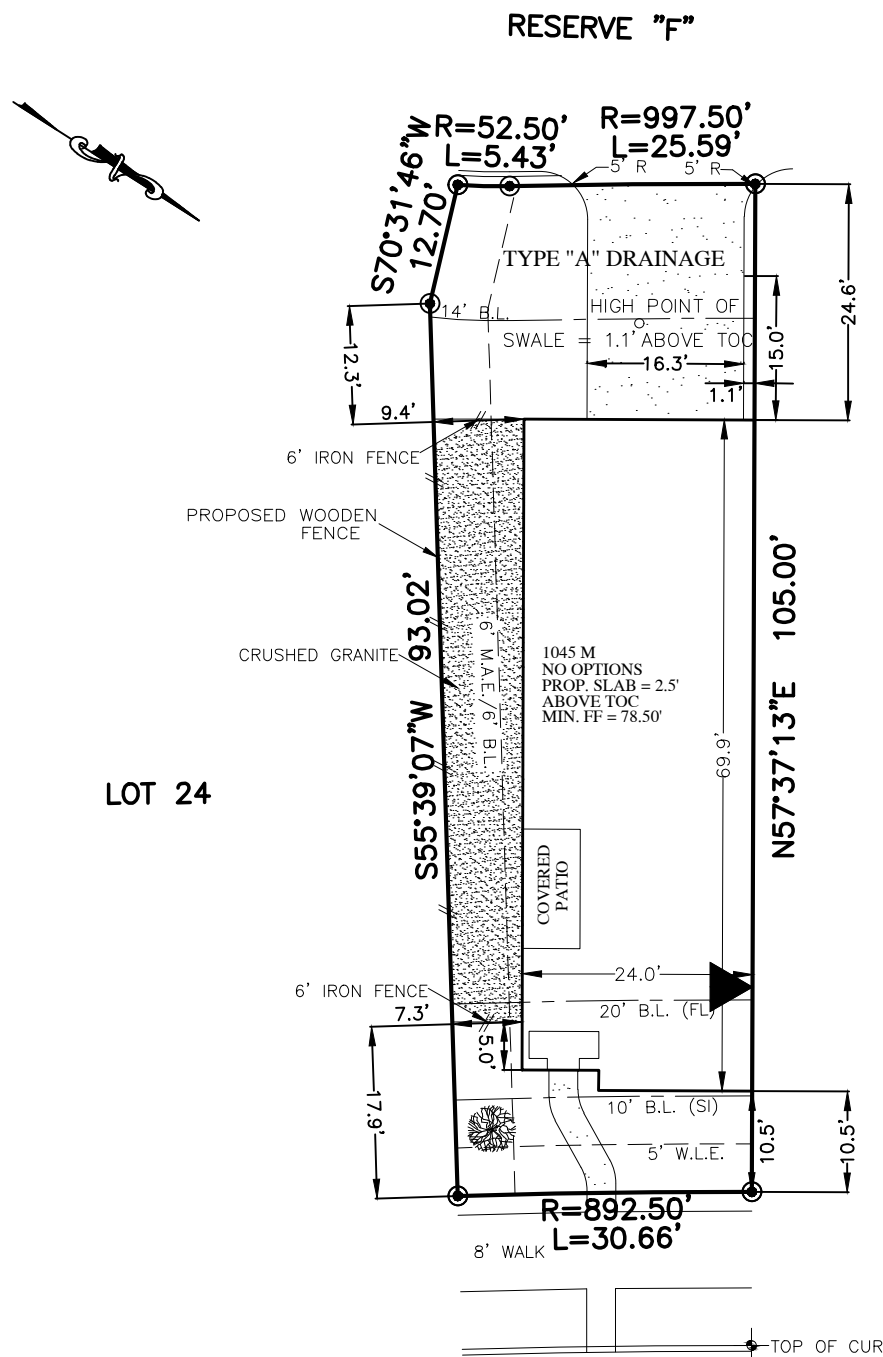 RESERVE "F"
R=52.50'
L=5.43'
R=997.50'
L=25.59'
5' R
5' R
S70°31'46"W
12.70'
TYPE "A" DRAINAGE
14' B.L.
HIGH POINT OF
SWALE = 1.1' ABOVE TOC
16.3'
15.0'
24.6'
1.1'
12.3'
9.4'
6' IRON FENCE
PROPOSED WOODEN
FENCE
CRUSHED GRANITE
S55°39'07"W 93.02'
6' M.A.E./6' B.L.
1045 M
NO OPTIONS
PROP. SLAB = 2.5'
ABOVE TOC
MIN. FF = 78.50'
69.9'
N57°37'13"E 105.00'
LOT 24
COVERED
PATIO
24.0'
6' IRON FENCE
20' B.L. (FL)
7.3'
5.0'
17.9'
10' B.L. (SI)
5' W.L.E.
10.5'
10.5'
R=892.50'
L=30.66'
8' WALK
TOP OF CUR